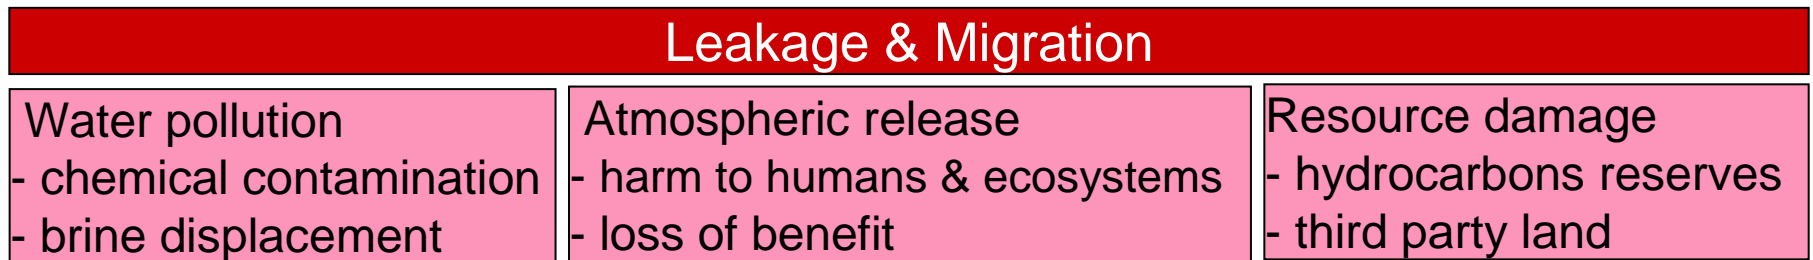 Leakage & Migration
Water pollution
- chemical contamination
- brine displacement
Atmospheric release
- harm to humans & ecosystems
- loss of benefit
Resource damage
- hydrocarbons reserves
- third party land